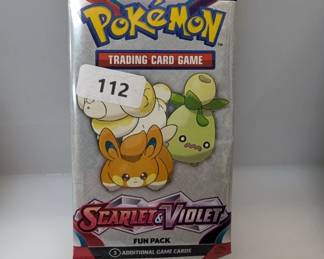 POKÉMON
TRADING CARD GAME
112
SCARLET & VIOLET
FUN PACK
3 ADDITIONAL GAME CARDS